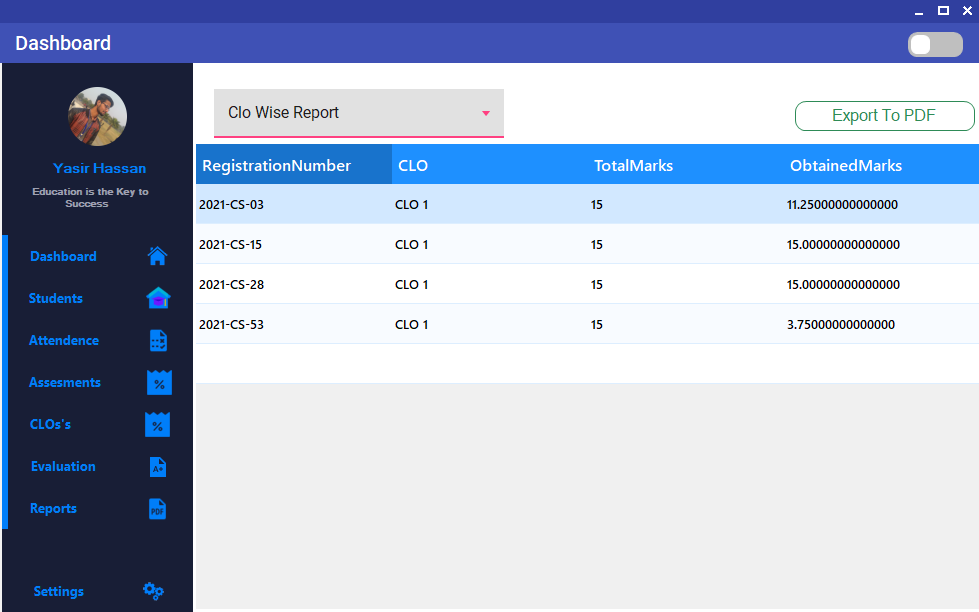 Dashboard
Yasir Hassan
Education is the Key to
Success
Dashboard
Students
Attendence
Assesments
CLOs's
Evaluation
A+
Reports
PDF
Settings
Clo Wise Report
Export To PDF
RegistrationNumber CLO TotalMarks ObtainedMarks
2021-CS-03 CLO 1 15 11.25000000000000
2021-CS-15 CLO 1 15 15.00000000000000
2021-CS-28 CLO 1 15 15.00000000000000
2021-CS-53 CLO 1 15 3.75000000000000